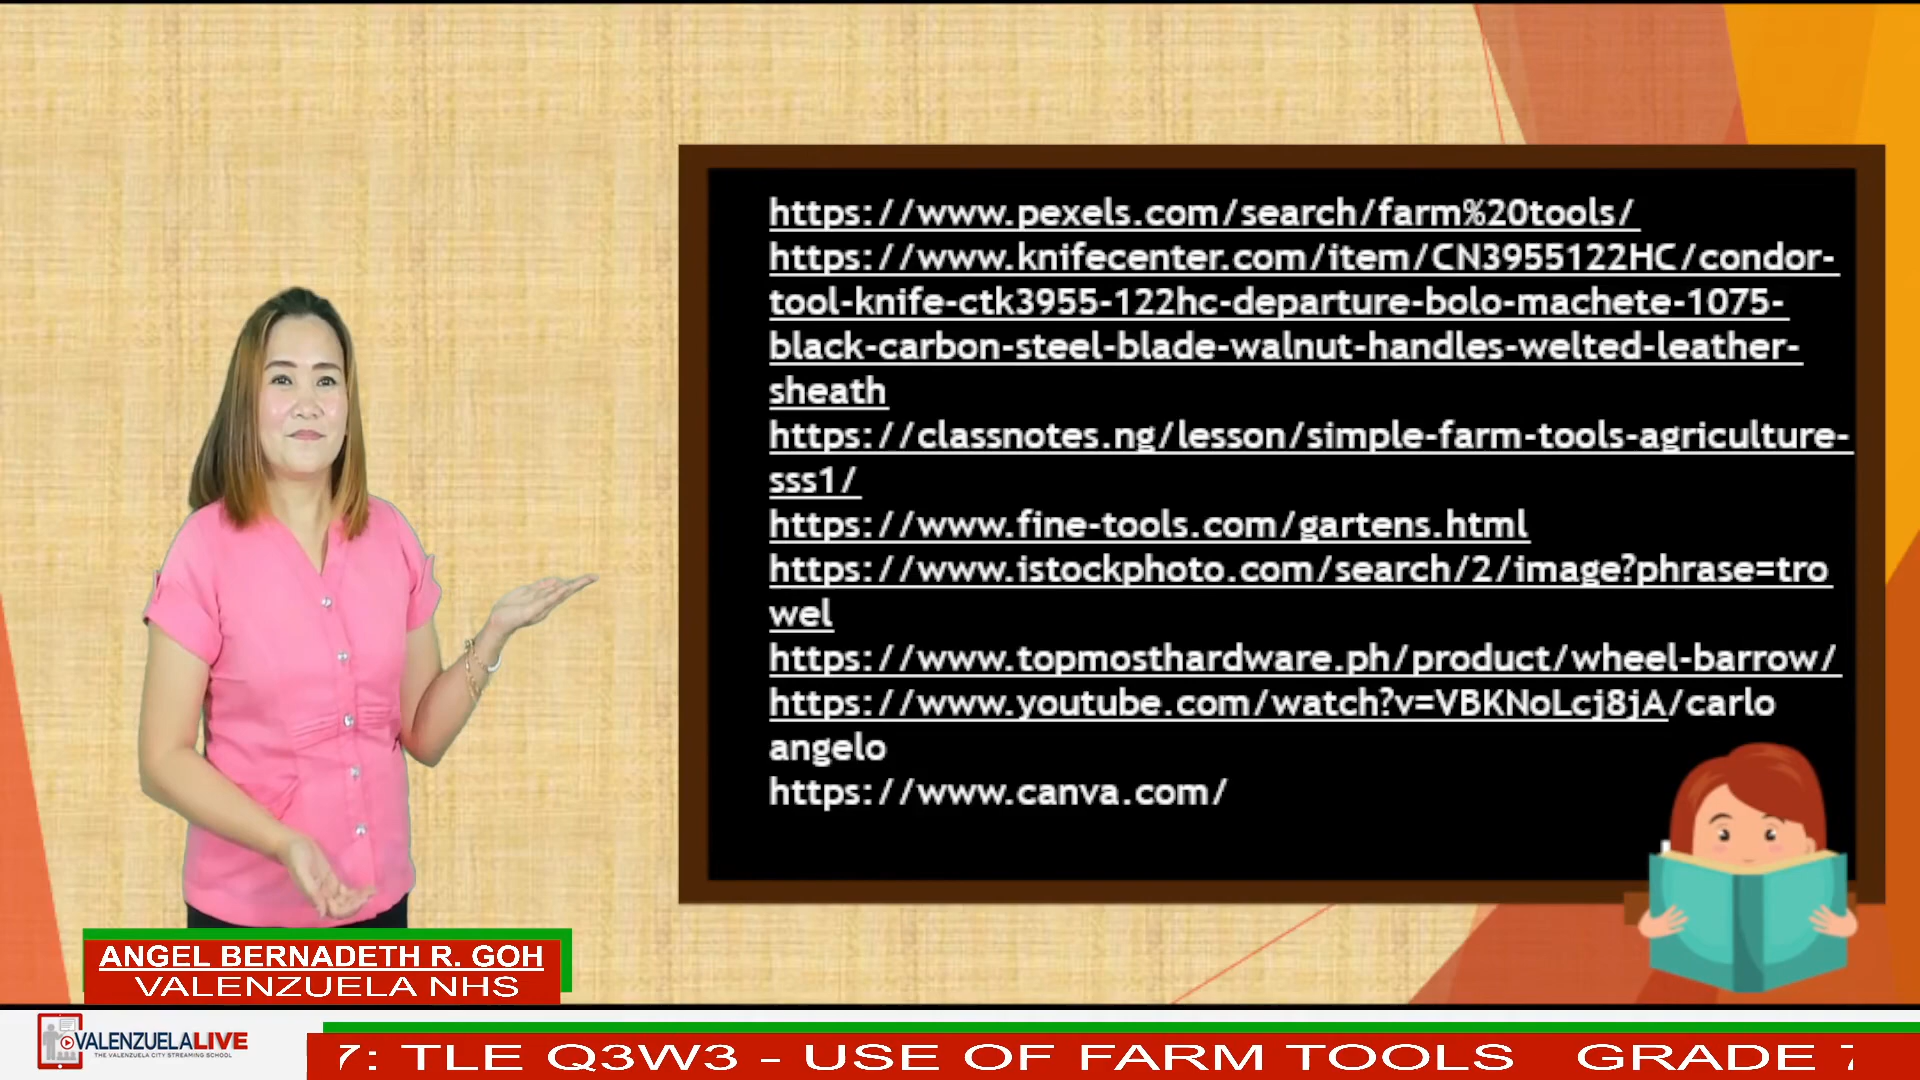 https://www.pexels.com/search/farm%20tools/
https://www.knifecenter.com/item/CN3955122HC/condor-
tool-knife-ctk3955-122hc-departure-bolo-machete-1075-
black-carbon-steel-blade-walnut-handles-welted-leather-
sheath
https://classnotes.ng/lesson/simple-farm-tools-agriculture-
sss1/
https://www.fine-tools.com/gartens.html
https://www.istockphoto.com/search/2/image?phrase=tro
wel
https://www.topmosthardware.ph/product/wheel-barrow/
https://www.youtube.com/watch?v=VBKNoLcj8jA/carlo
angelo
https://www.canva.com/
ANGEL BERNADETH R. GOH
VALENZUELA NHS
VALENZUELALIVE
THE VALENZUELA CITY STREAMING SCHOOL
7: TLE Q3W3 - USE OF FARM TOOLS GRADE 7